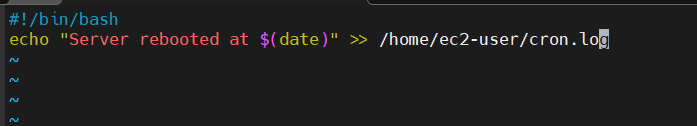 #!/bin/bash
echo "Server rebooted at $(date)" >> /home/ec2-user/cron.log
~
~
~
~